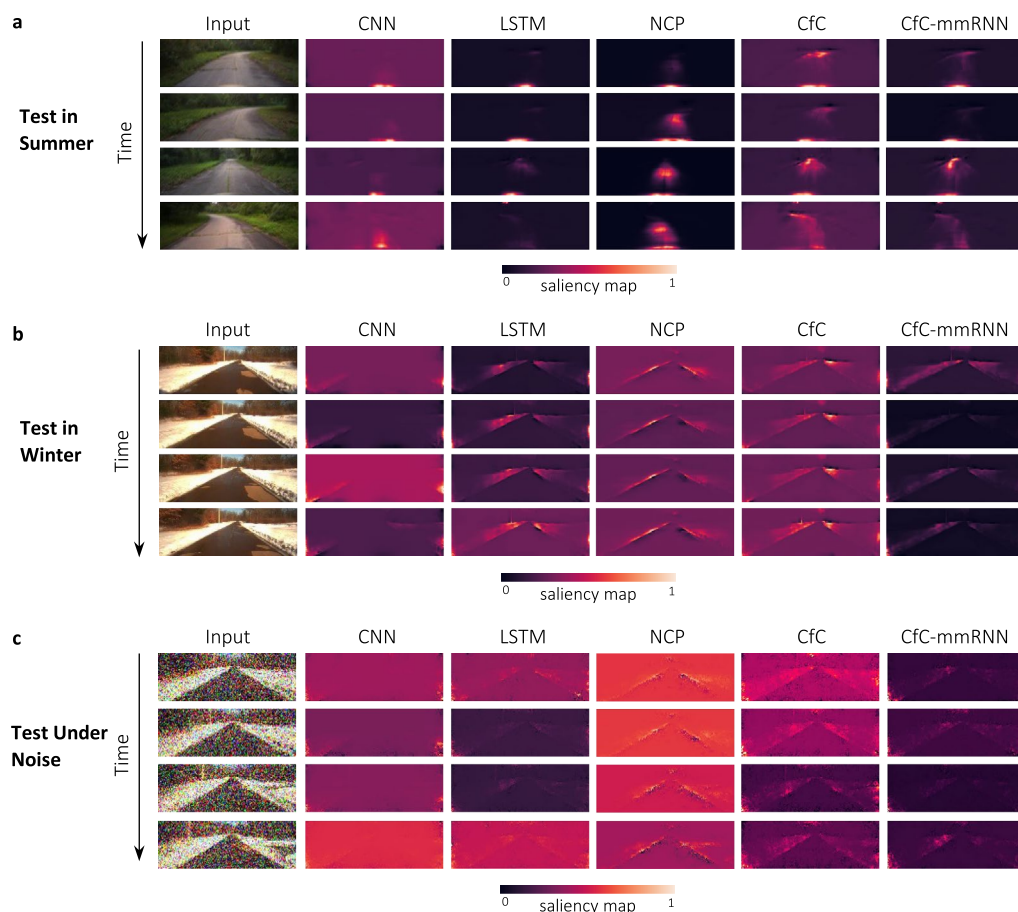 a
Input CNN LSTM NCP CfC CfC-mmRNN
Test in
Summer
Time
0 saliency map 1
b
Input CNN LSTM NCP CfC CfC-mmRNN
Test in
Winter
Time
0 saliency map 1
c
Input CNN LSTM NCP CfC CfC-mmRNN
Test Under
Noise
Time
0 saliency map 1